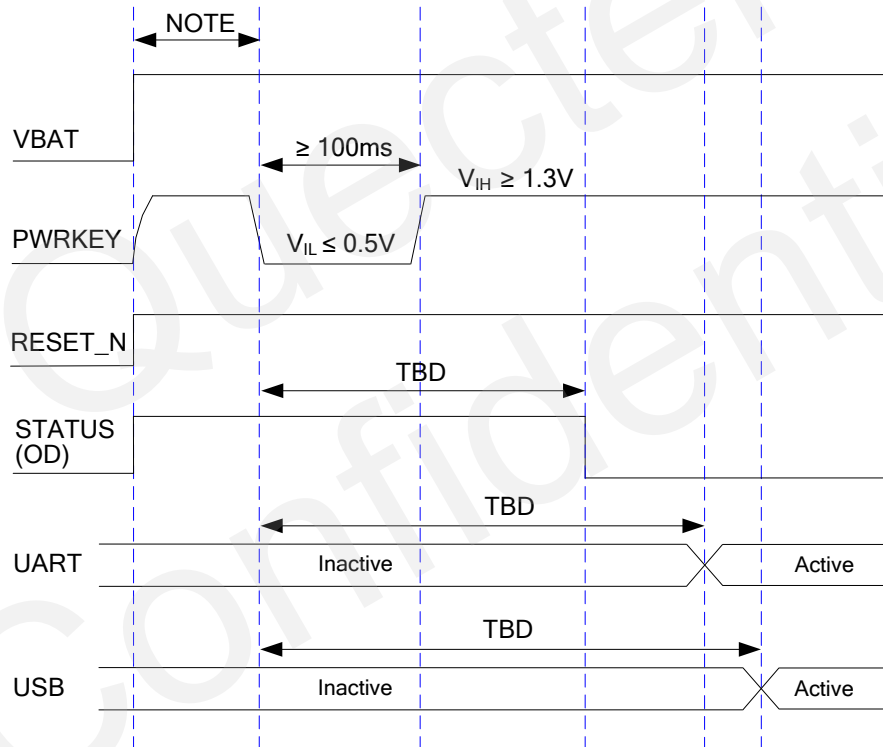 NOTE
VBAT
≥ 100ms
VIH ≥ 1.3V
PWRKEY
VIL ≤ 0.5V
RESET_N
TBD
STATUS
(OD)
TBD
UART
Inactive
Active
TBD
USB
Inactive
Active
Quectel
Confidenti